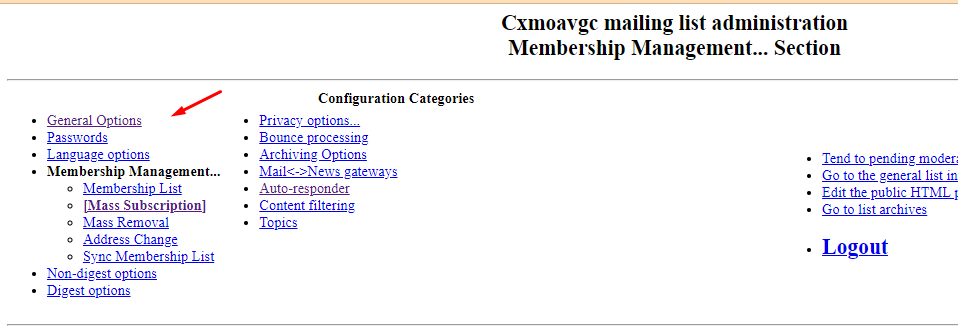 Cxmoavgc mailing list administration
Membership Management... Section
Configuration Categories
General Options
Passwords
Language options
Membership Management...
Membership List
[Mass Subscription]
Mass Removal
Address Change
Sync Membership List
Non-digest options
Digest options
Privacy options...
Bounce processing
Archiving Options
Mail<->News gateways
Auto-responder
Content filtering
Topics
Tend to pending modera
Go to the general list in
Edit the public HTML p
Go to list archives
Logout